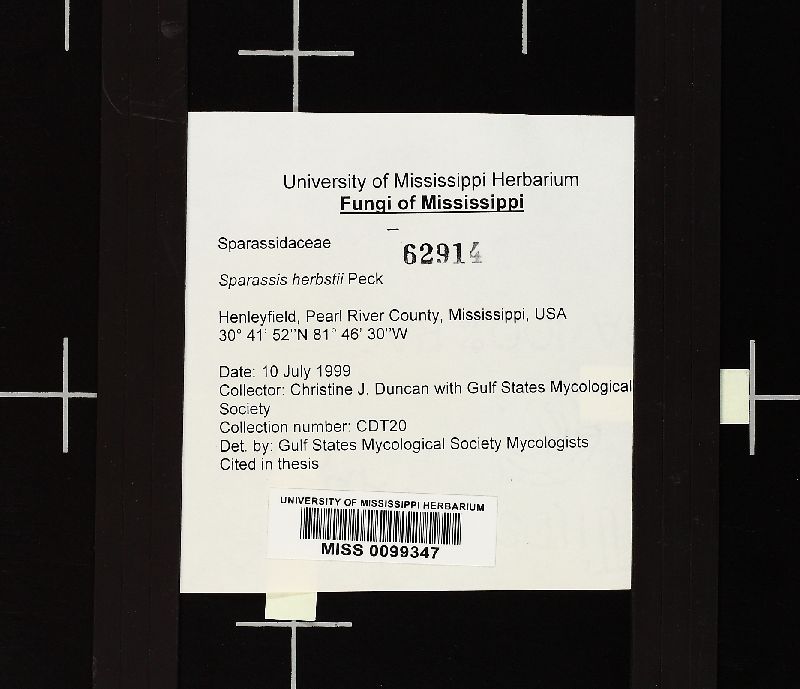 University of Mississippi Herbarium
Fungi of Mississippi
Sparassidaceae
62914
Sparassis herbstii Peck
Henleyfield, Pearl River County, Mississippi, USA
30° 41' 52"N 81° 46' 30"W
Date: 10 July 1999
Collector: Christine J. Duncan with Gulf States Mycological
Society
Collection number: CDT20
Det. by: Gulf States Mycological Society Mycologists
Cited in thesis
UNIVERSITY OF MISSISSIPPI HERBARIUM
MISS 0099347